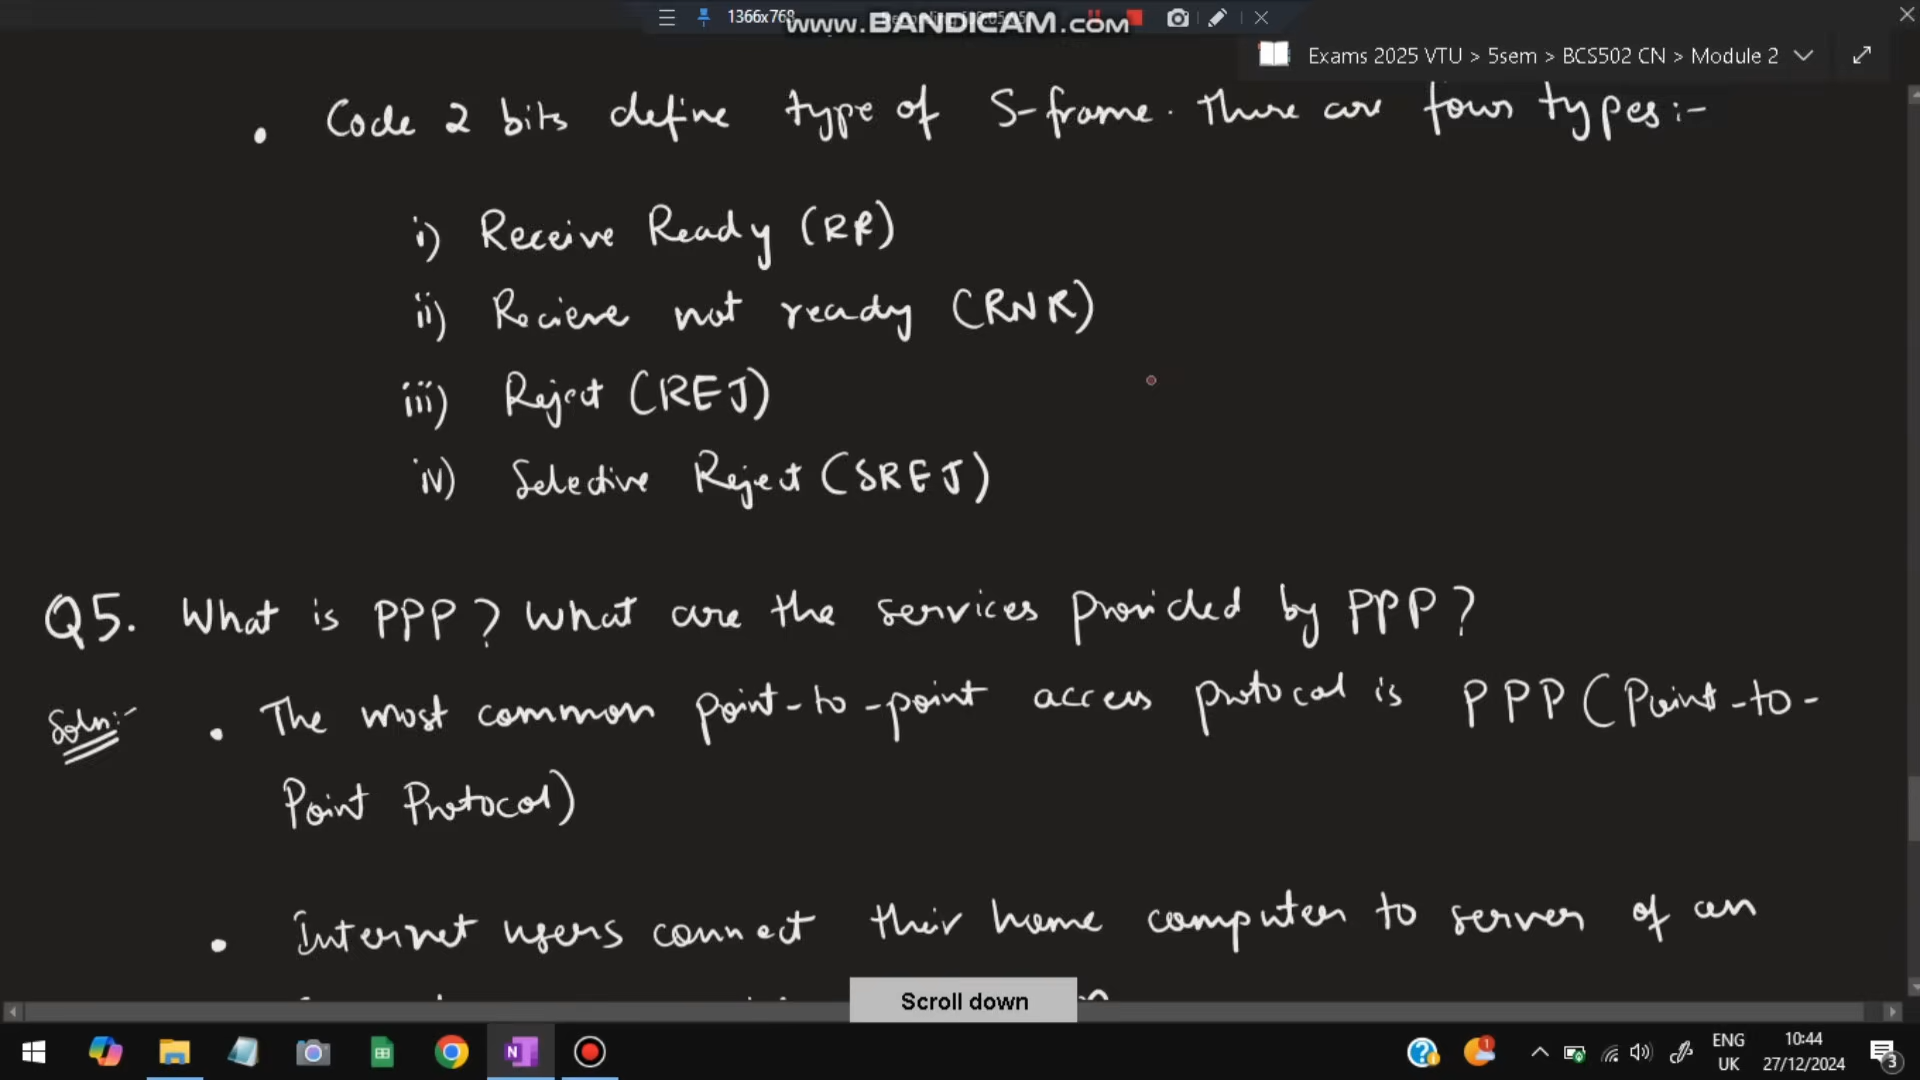 1366x768
www.BANDICAM.com
Exams 2025 VTU > 5sem > BCS502 CN > Module 2
• Code 2 bits define type of S-frame. There are four types:-
i) Receive Ready (RR)
ii) Recieve not ready (RNR)
iii) Reject (REJ)
iv) Selective Reject (SREJ)
Q5. What is PPP? What are the services provided by PPP?
Soln:- • The most common point-to-point access protocol is PPP (Point-to-
Point Protocol)
• Internet users connect their home computer to server of an
Scroll down
ENG
UK
10:44
27/12/2024
3
1